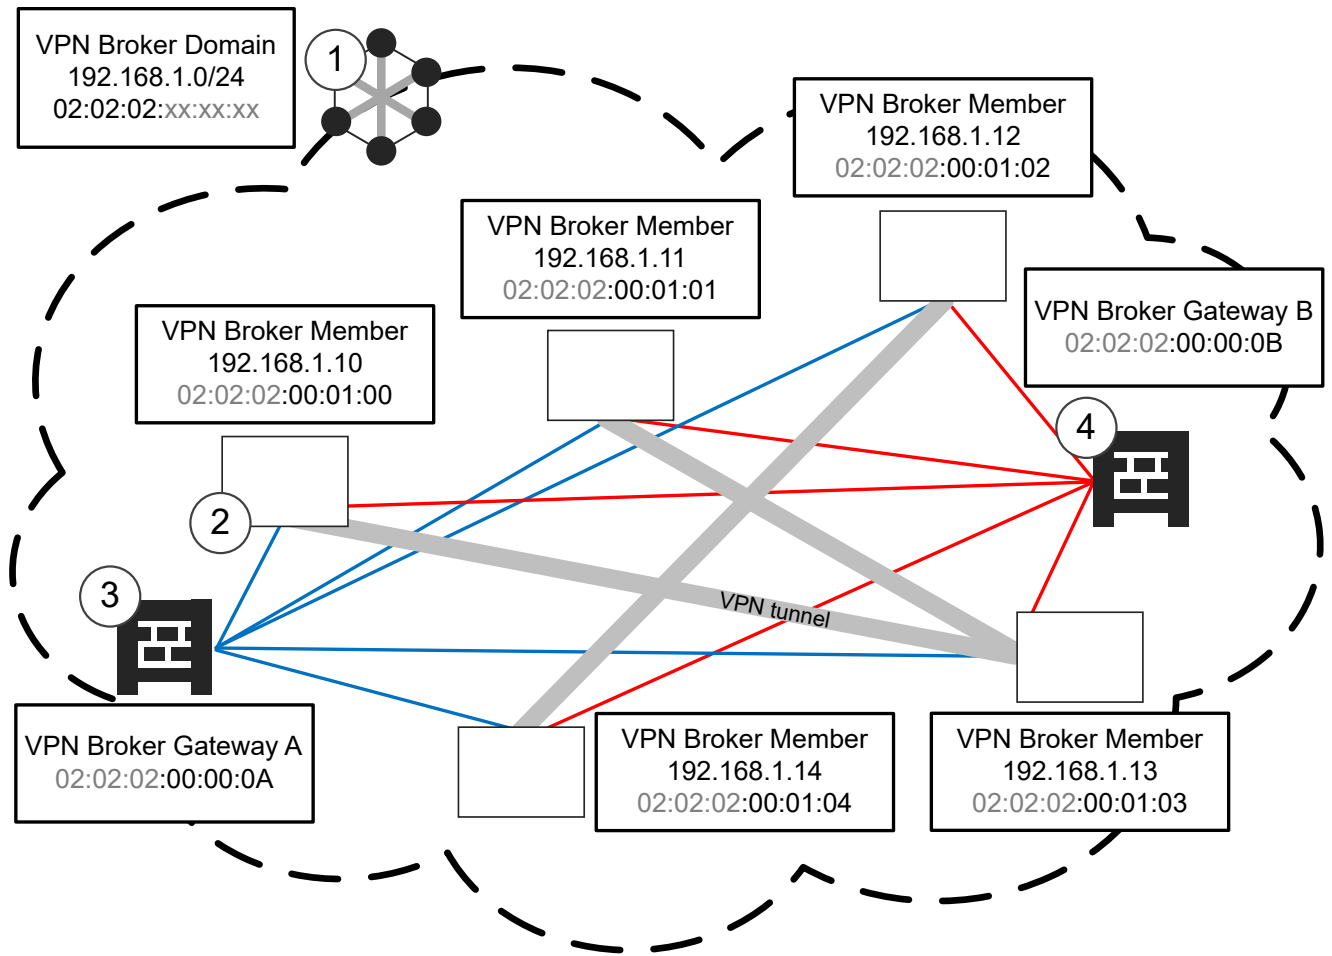 VPN Broker Domain
192.168.1.0/24
02:02:02:xx:xx:xx
1
VPN Broker Member
192.168.1.12
02:02:02:00:01:02
VPN Broker Member
192.168.1.11
02:02:02:00:01:01
VPN Broker Gateway B
02:02:02:00:00:0B
VPN Broker Member
192.168.1.10
02:02:02:00:01:00
4
2
3
VPN tunnel
VPN Broker Gateway A
02:02:02:00:00:0A
VPN Broker Member
192.168.1.14
02:02:02:00:01:04
VPN Broker Member
192.168.1.13
02:02:02:00:01:03